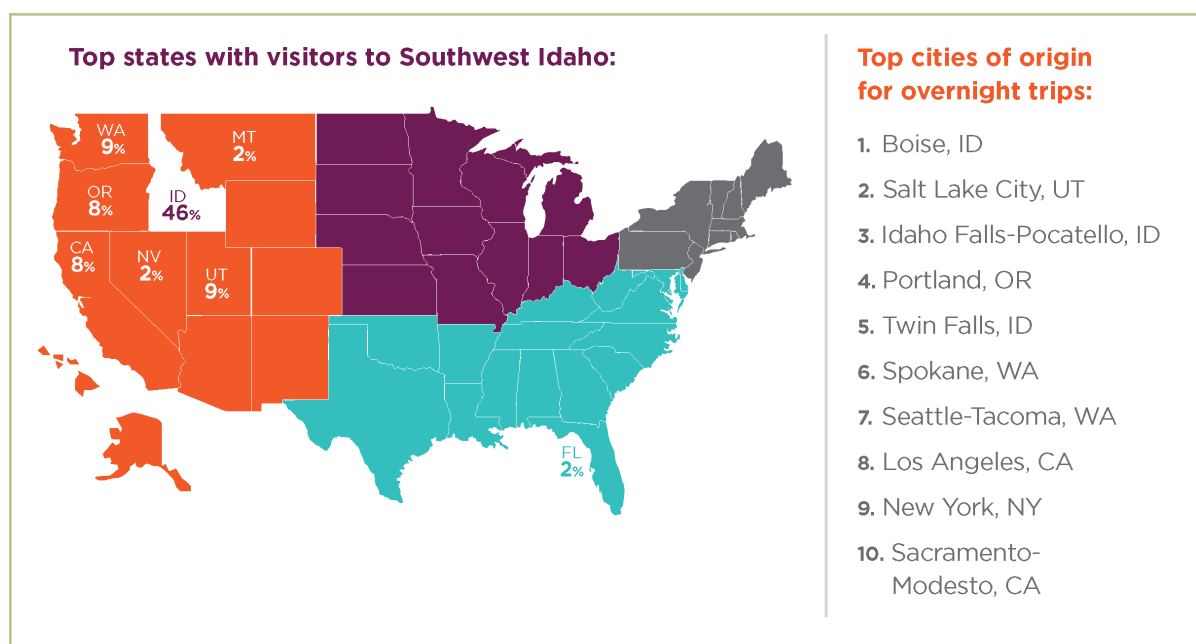 Top states with visitors to Southwest Idaho:
WA
9%
MT
2%
OR
8%
ID
46%
CA
8%
NV
2%
UT
9%
FL
2%
Top cities of origin
for overnight trips:
1. Boise, ID
2. Salt Lake City, UT
3. Idaho Falls-Pocatello, ID
4. Portland, OR
5. Twin Falls, ID
6. Spokane, WA
7. Seattle-Tacoma, WA
8. Los Angeles, CA
9. New York, NY
10. Sacramento-
Modesto, CA